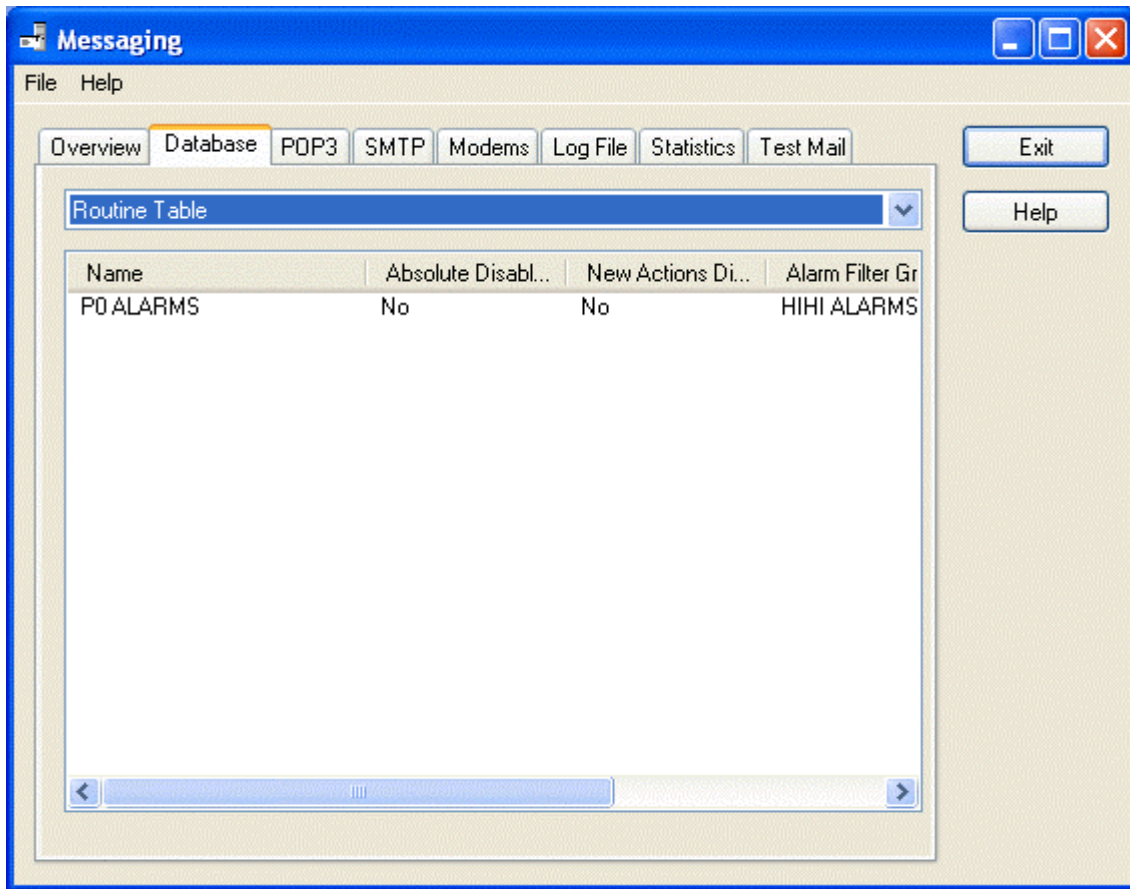 Messaging
File Help
Overview Database POP3 SMTP Modems Log File Statistics Test Mail
Exit
Routine Table
Help
Name Absolute Disabl... New Actions Di... Alarm Filter Gr
P0 ALARMS No No HIHI ALARMS